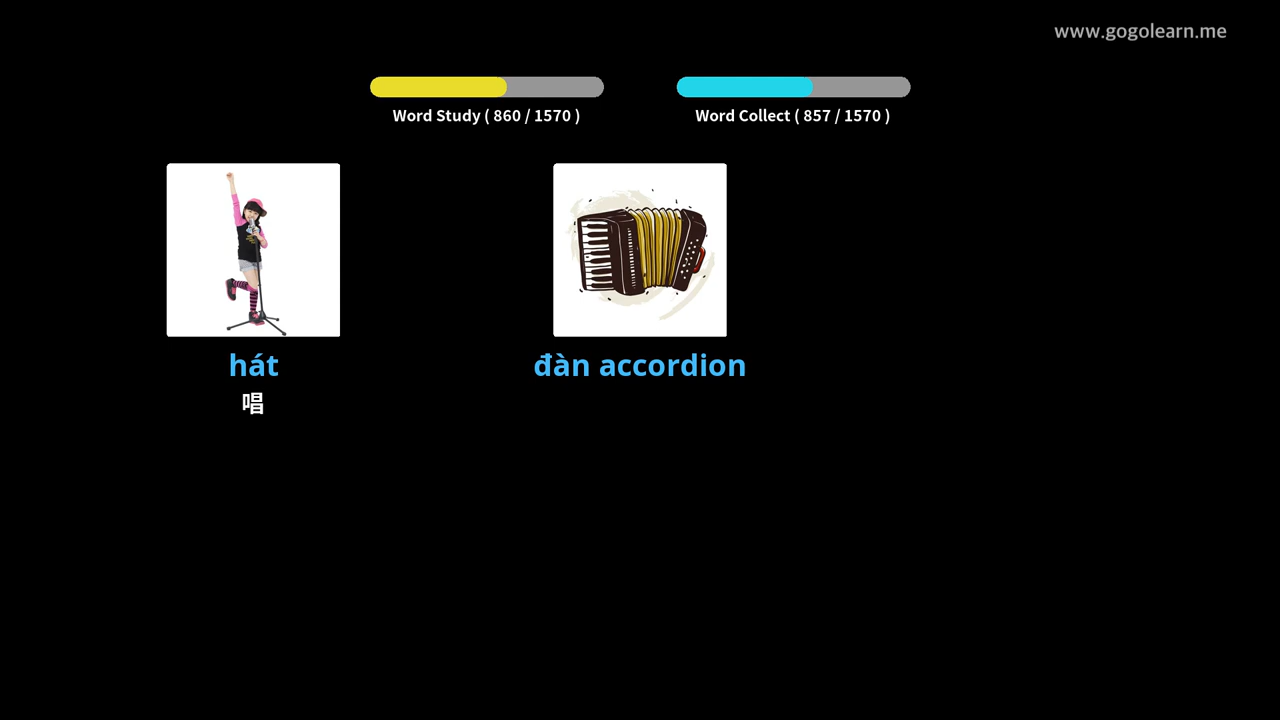 www.gogolearn.me
Word Study ( 860 / 1570 )
Word Collect ( 857 / 1570 )
hát
唱
đàn accordion